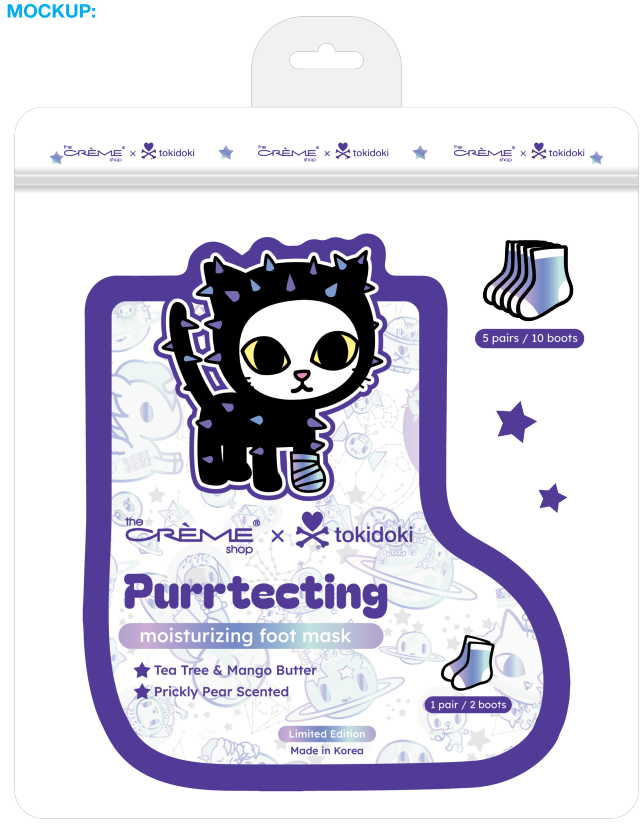 MOCKUP:
the CRÈME® shop x tokidoki
the CRÈME® shop x tokidoki
the CRÈME® shop x tokidoki
5 pairs / 10 boots
the CRÈME® shop x tokidoki
Purrtecting
moisturizing foot mask
Tea Tree & Mango Butter
Prickly Pear Scented
1 pair / 2 boots
Limited Edition
Made in Korea